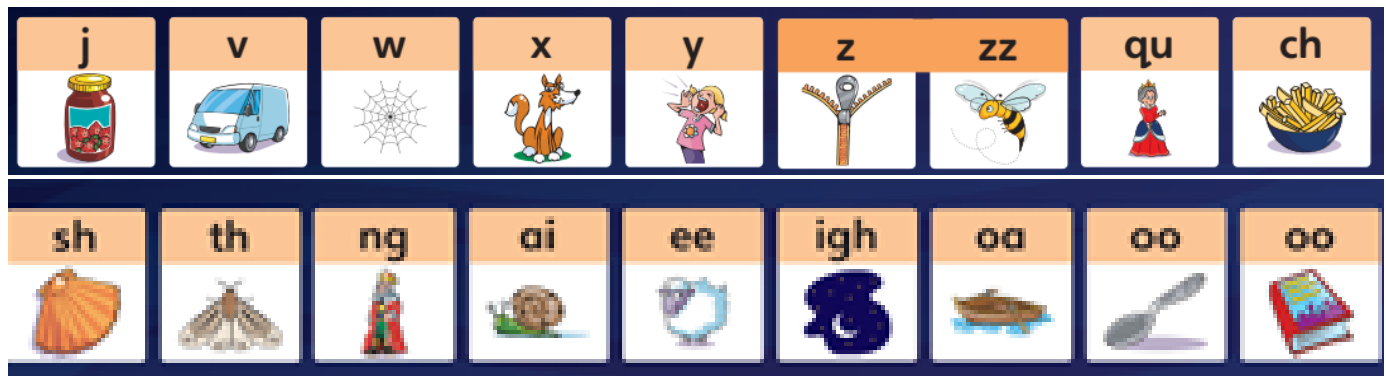 j v w x y z zz qu ch
sh th ng ai ee igh oa oo oo